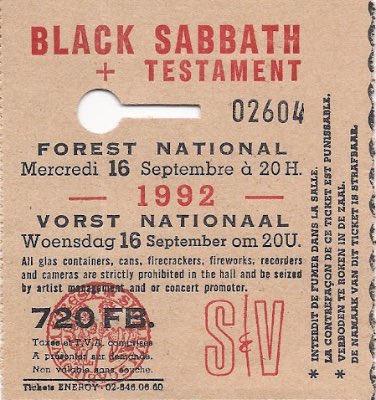 BLACK SABBATH
+ TESTAMENT
02604
FOREST NATIONAL
Mercredi 16 Septembre à 20 H.
— 1992 —
VORST NATIONAAL
Woensdag 16 September om 20U.
All glas containers, cans, firecrackers, fireworks, recorders
and cameras are strictly prohibited in the hall and be seized
by artist management or concert promotor.
720 FB.
Taxes et T.V.A. comprises
A présenter sur demande.
Non valable sans souche.
Tickets ENERGY - 02-646.06.60
S&V
* INTERDIT DE FUMER DANS LA SALLE.
LA CONTREFAÇON DE CE TICKET EST PUNISSABLE.
* VERBODEN TE ROKEN IN DE ZAAL.
DE NAMAAK VAN DIT TICKET IS STRAFBAAR.